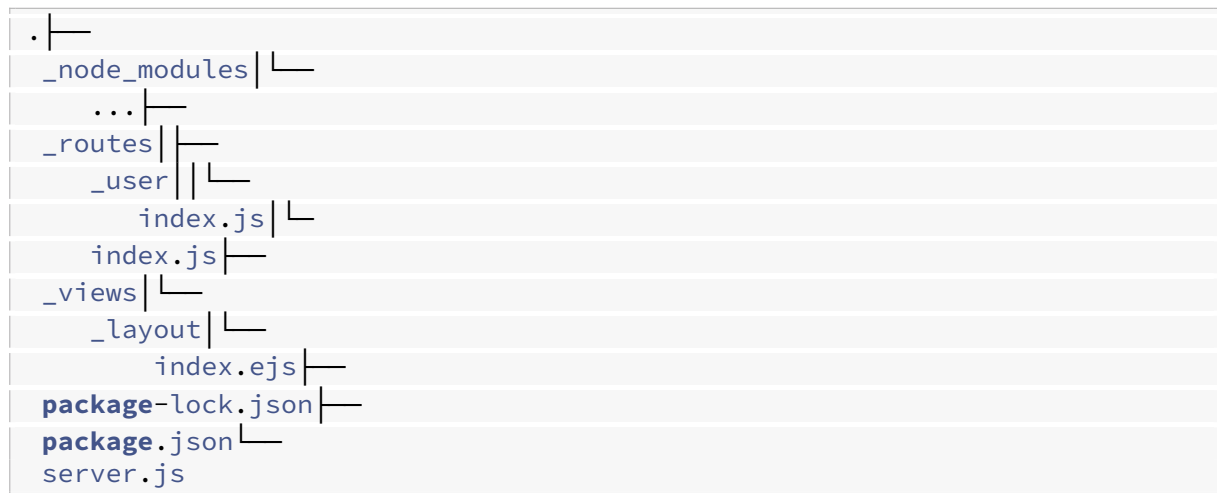 .├──
_node_modules│└──
...├──
_routes│├──
_user││└──
index.js│└─
index.js├──
_views│└──
_layout│└──
index.ejs├──
package-lock.json├──
package.json└──
server.js